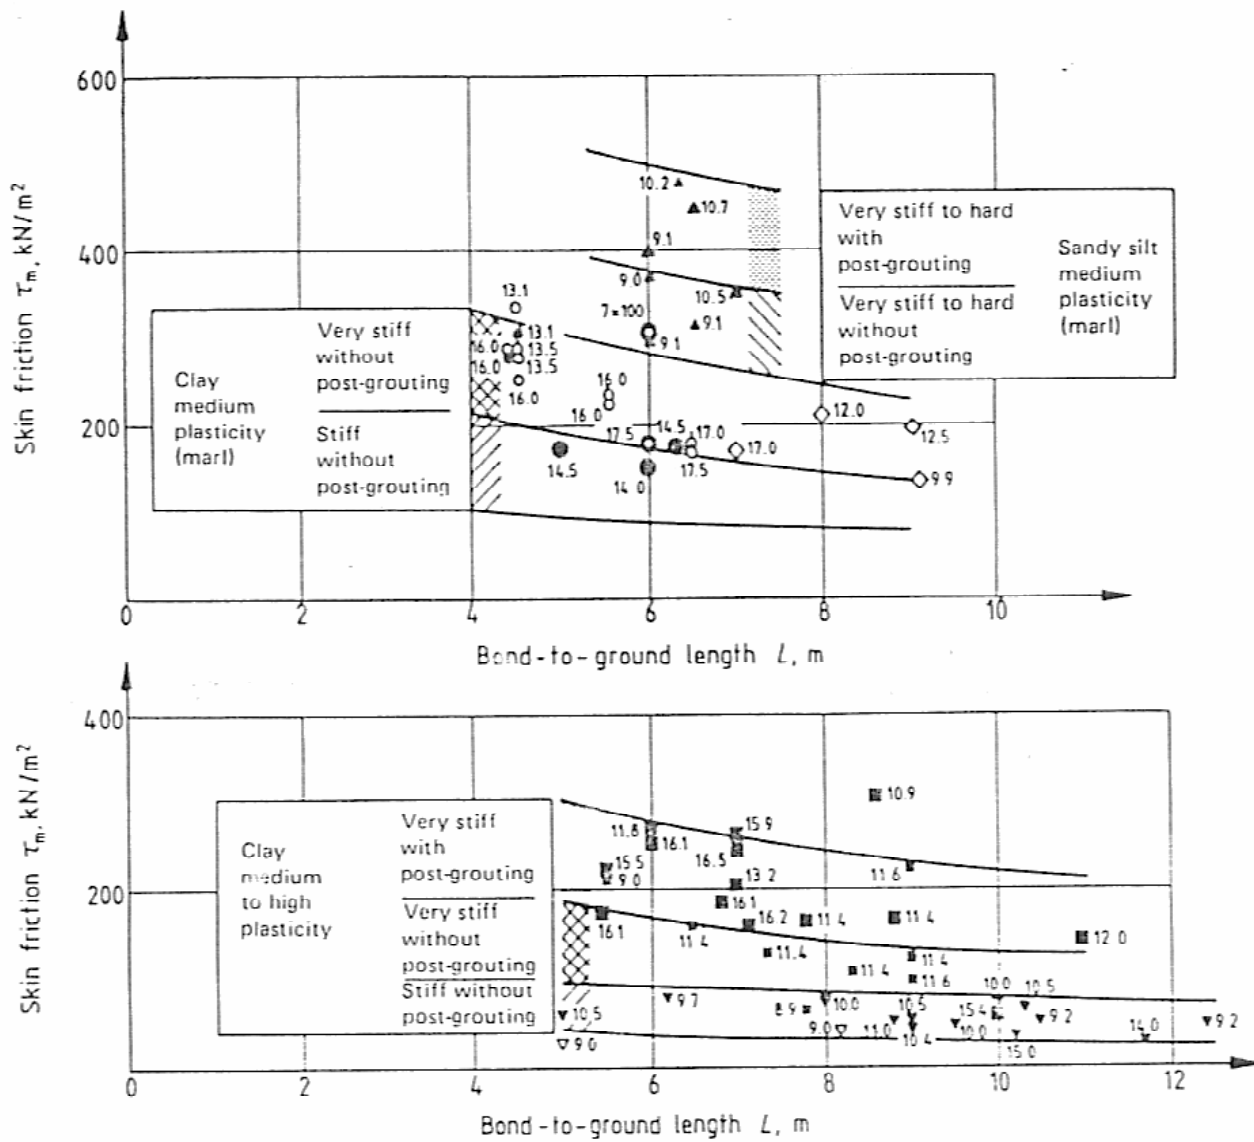 600
400
200
0
2
4
6
8
10
Skin friction τm, kN/m²
Bond-to-ground length L, m
Clay
medium
plasticity
(marl)
Very stiff
without
post-grouting
Stiff
without
post-grouting
Very stiff to hard
with
post-grouting
Very stiff to hard
without
post-grouting
Sandy silt
medium
plasticity
(marl)
10.2
10.7
9.1
9.0
10.5
7=100
9.1
9.1
13.1
13.1
16.0
13.5
16.0
13.5
16.0
16.0
16.0
17.5
14.5
17.0
14.5
14.0
17.5
17.0
12.0
12.5
9.9
400
200
0
2
4
6
8
10
12
Skin friction τm, kN/m²
Bond-to-ground length L, m
Clay
medium
to high
plasticity
Very stiff
with
post-grouting
Very stiff
without
post-grouting
Stiff without
post-grouting
10.9
11.8
16.1
15.9
16.5
15.5
9.0
13.2
11.6
16.1
16.1
11.4
16.2
11.4
11.4
12.0
11.4
11.4
11.4
11.6
9.7
10.0
10.5
10.5
8.9
10.0
10.5
15.4
9.2
9.2
9.0
9.0
11.0
10.4
10.0
15.0
14.0